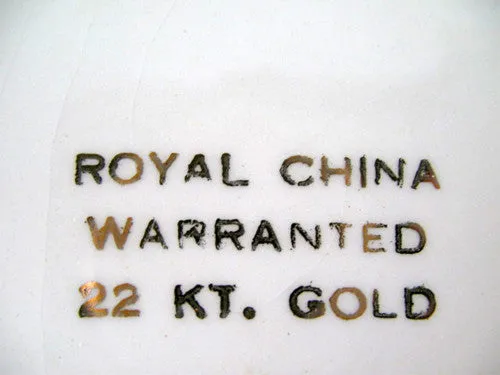 ROYAL CHINA
WARRANTED
22 KT. GOLD